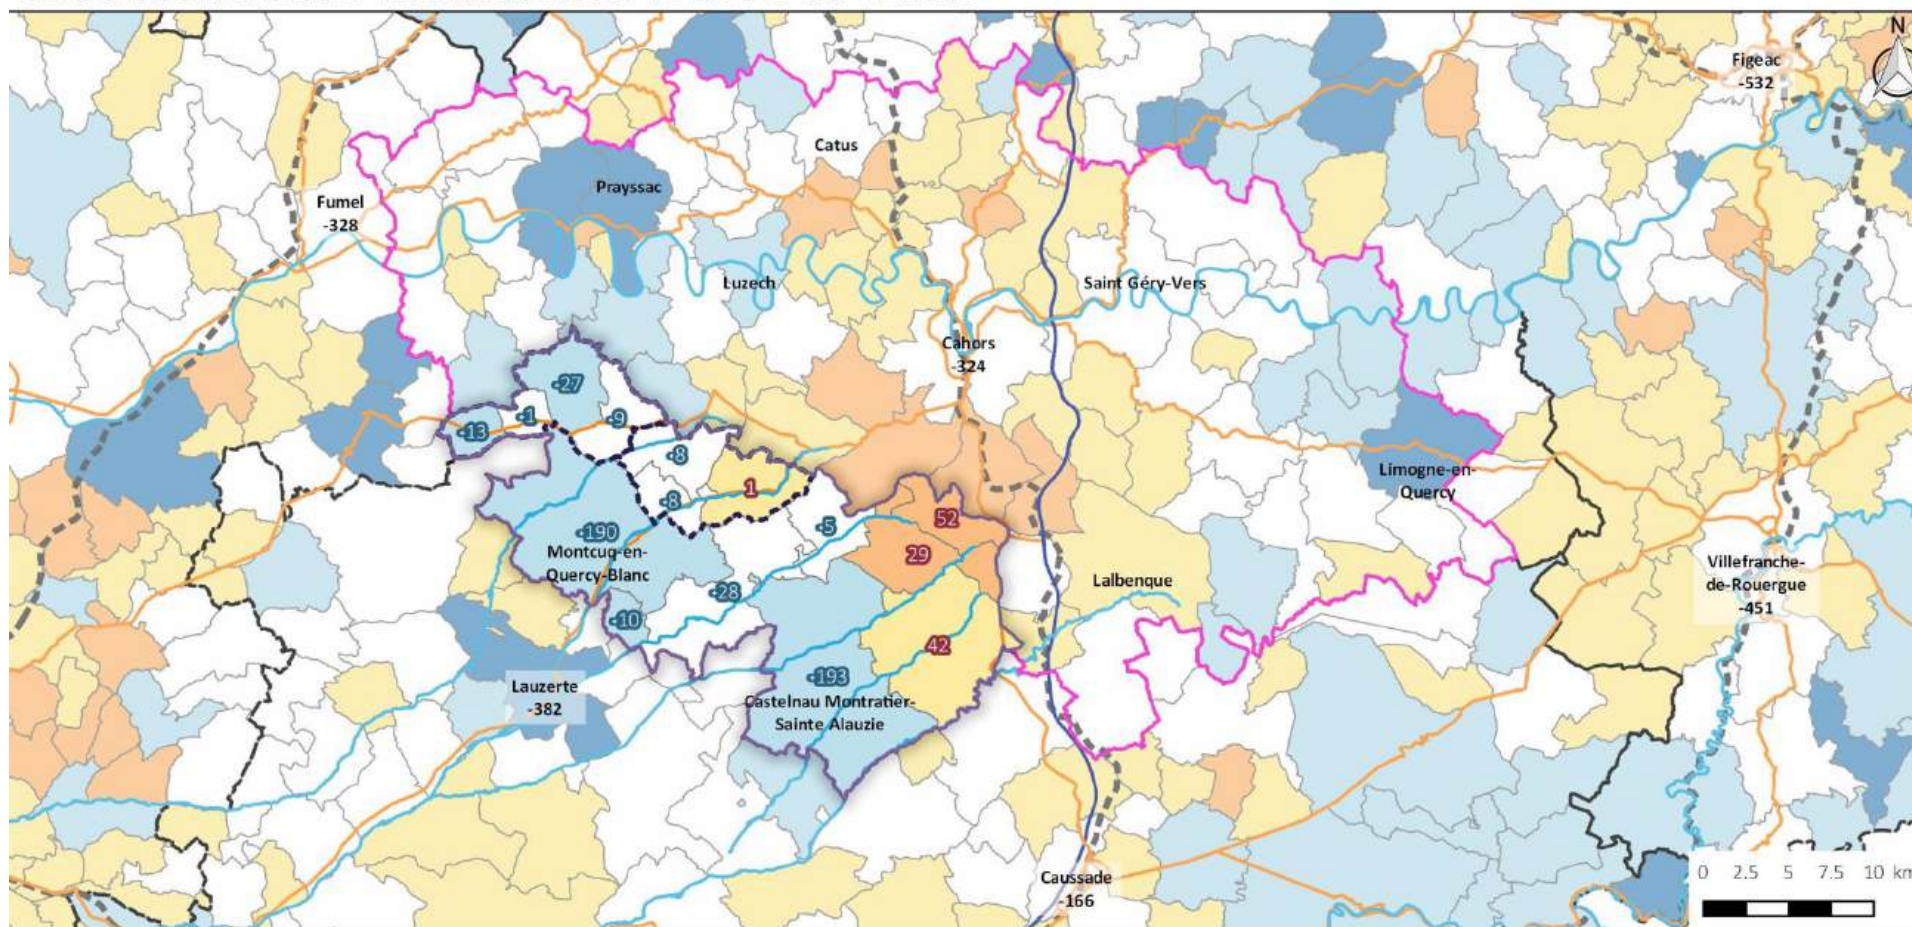 N
Figeac
-532
Catus
Prayssac
Fumel
-328
Luzech
Saint Géry-Vers
Cahors
-324
-27
-1
-9
-13
-8
Limogne-en-
Quercy
1
-8
52
-5
-190
29
Montcuq-en-
Quercy-Blanc
Lalbenque
Villefranche-
de-Rouergue
-451
-28
-10
42
-193
Lauzerte
-382
Castelnau Montratier-
Sainte Alauzie
Caussade
-166
0 2.5 5 7.5 10 km